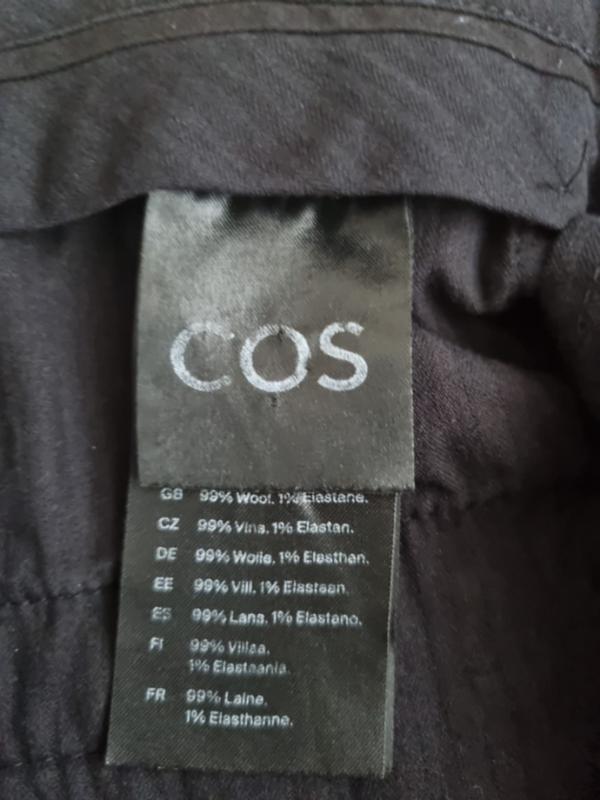 COS
GB 99% Wool, 1% Elastane.
CZ 99% Vlna, 1% Elastan.
DE 99% Wolle, 1% Elasthan.
EE 99% Vill, 1% Elastaan.
ES 99% Lana, 1% Elastano.
FI 99% Villaa,
1% Elastaania.
FR 99% Laine,
1% Elasthanne.